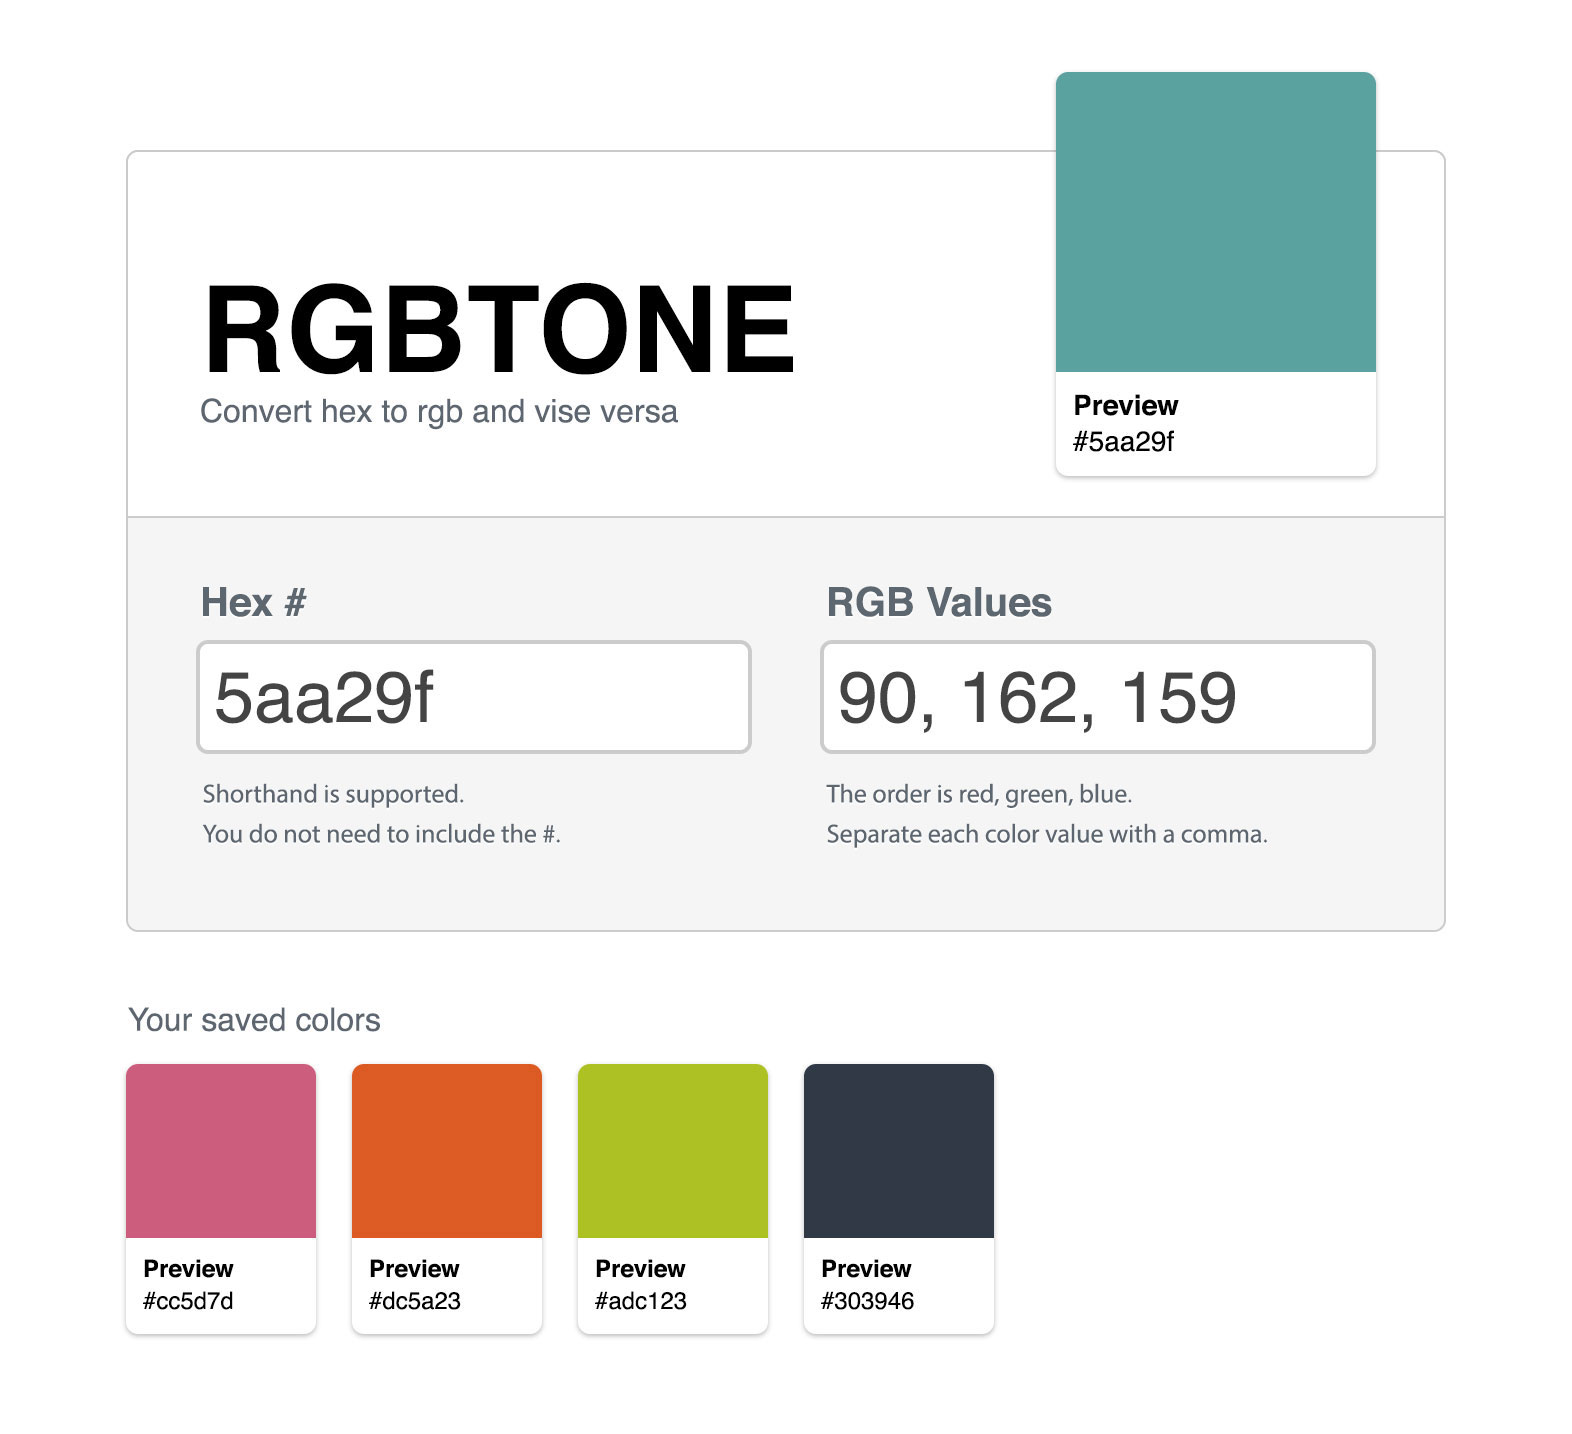 RGBTONE
Convert hex to rgb and vise versa
Preview
#5aa29f
Hex #
5aa29f
Shorthand is supported.
You do not need to include the #.
RGB Values
90, 162, 159
The order is red, green, blue.
Separate each color value with a comma.
Your saved colors
Preview
#cc5d7d
Preview
#dc5a23
Preview
#adc123
Preview
#303946